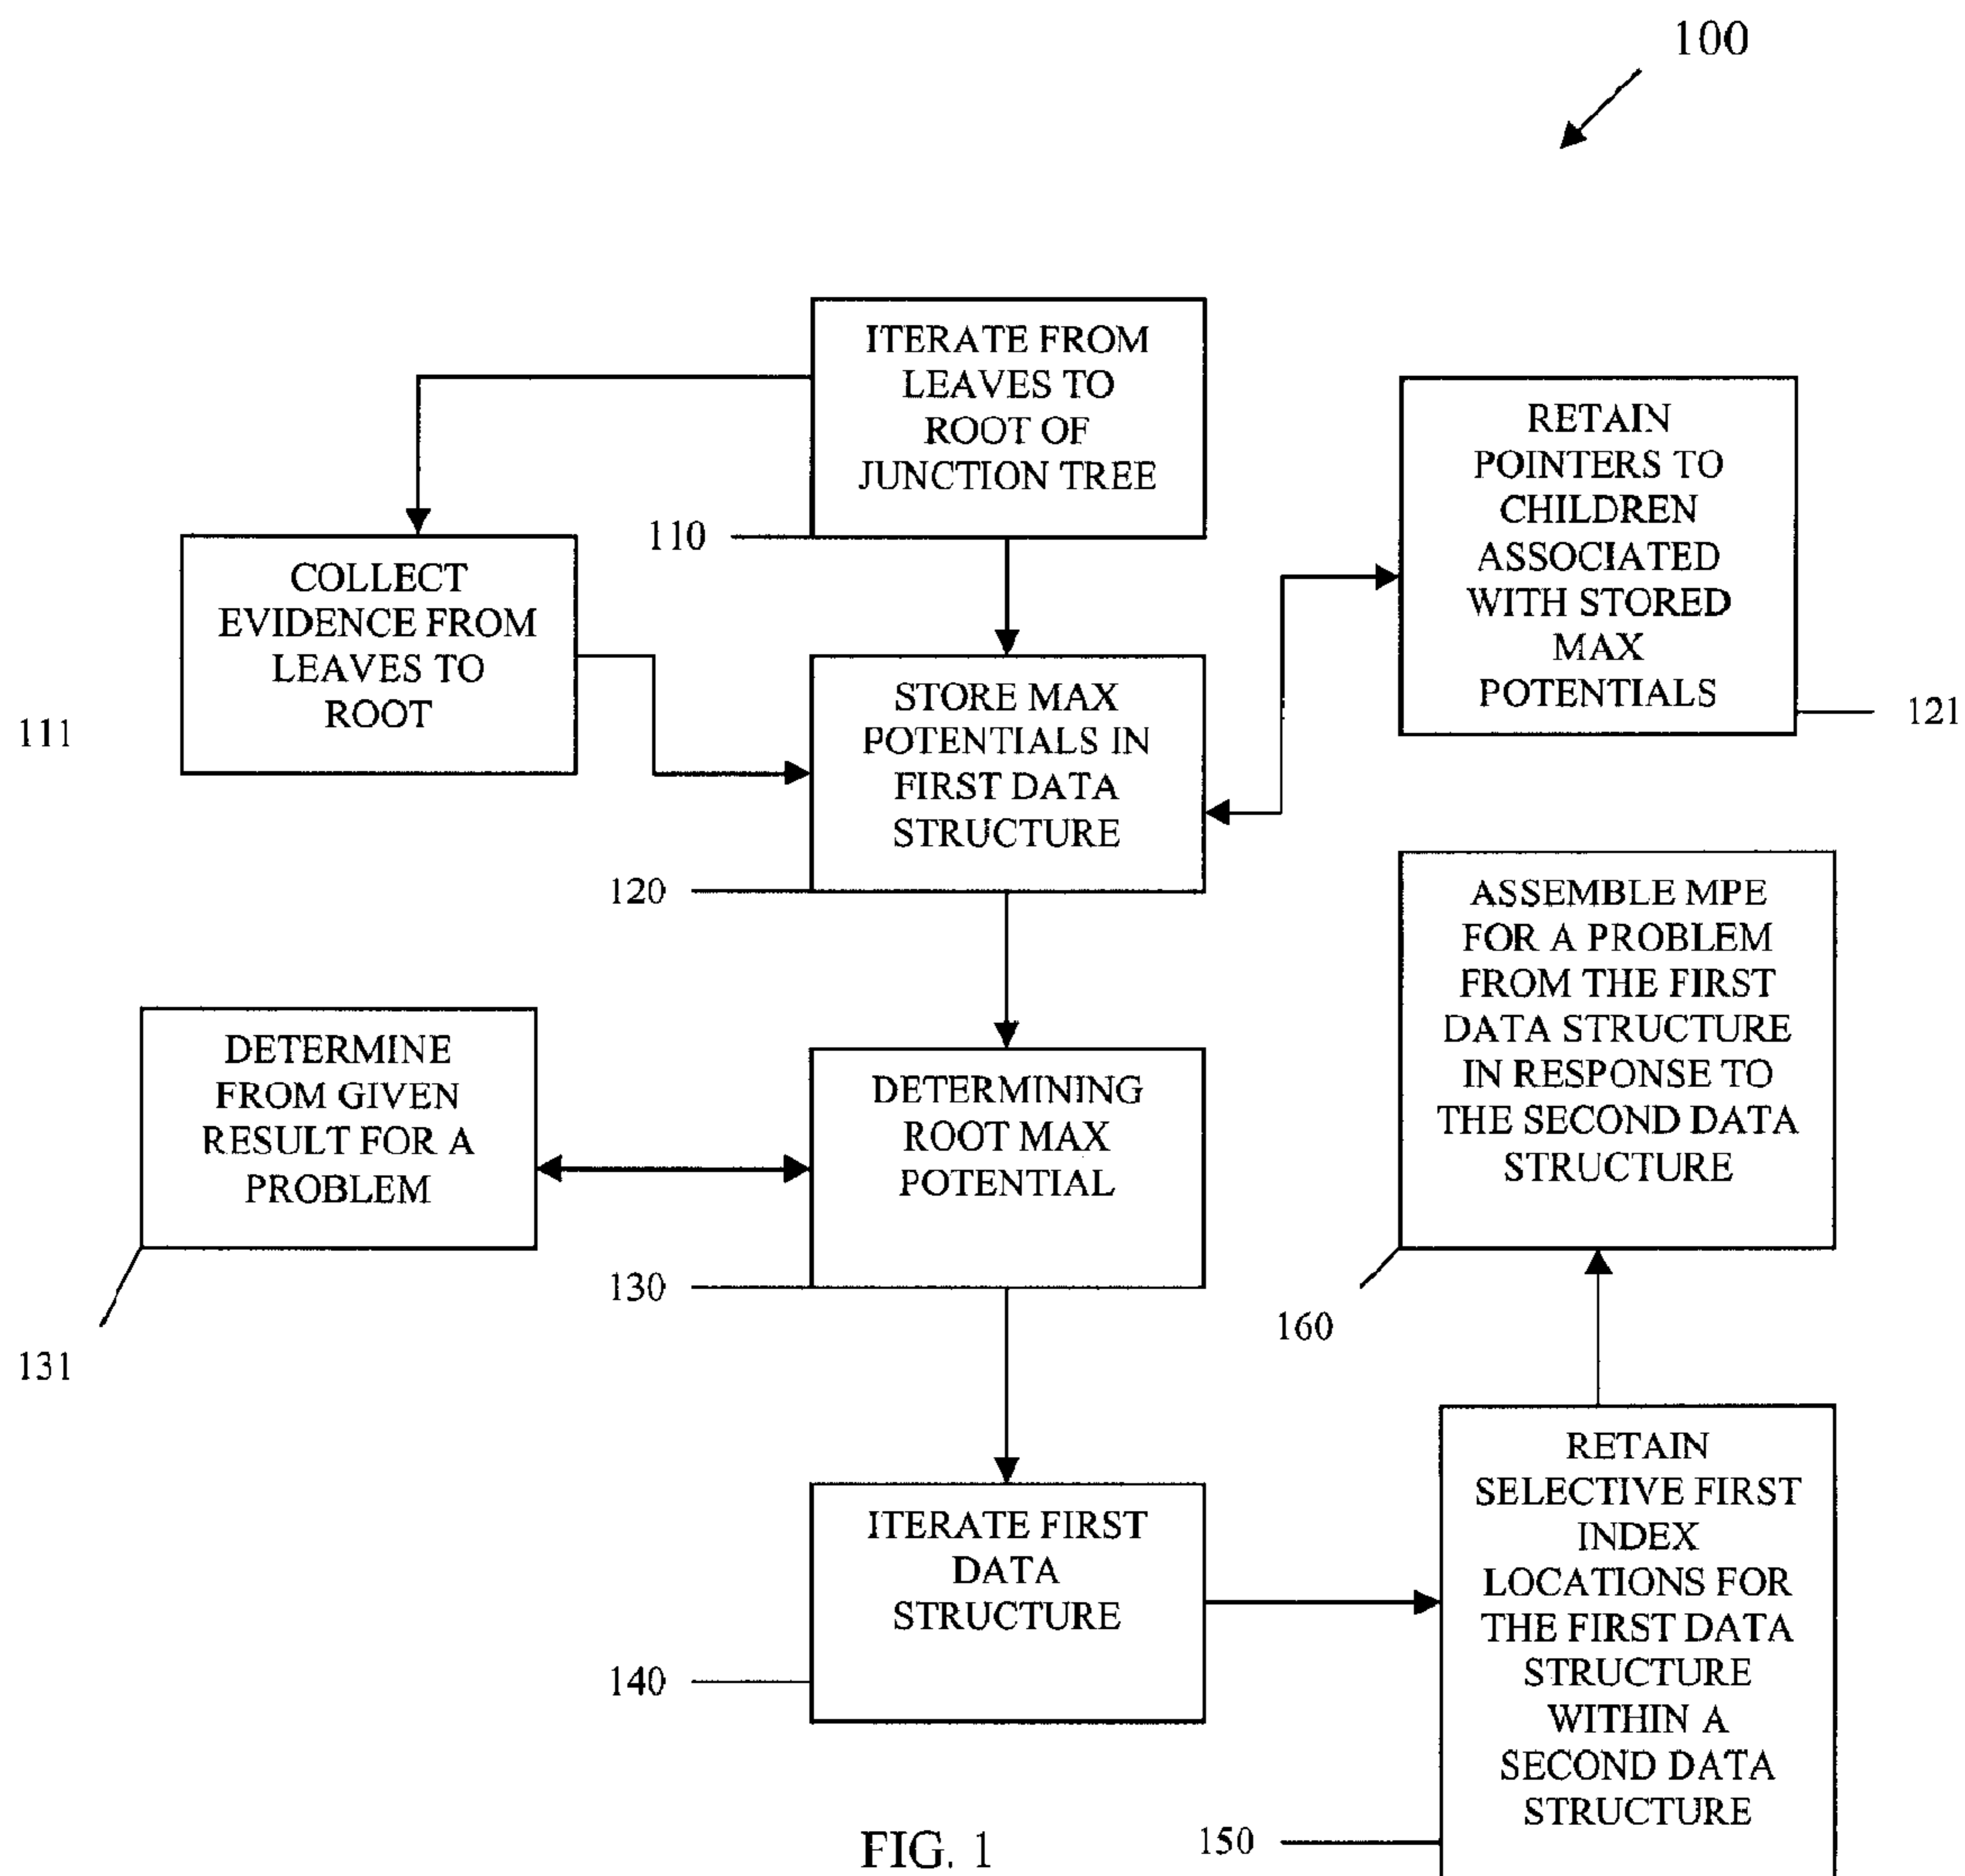 100
ITERATE FROM
LEAVES TO
ROOT OF
JUNCTION TREE
110
RETAIN
POINTERS TO
CHILDREN
ASSOCIATED
WITH STORED
MAX
POTENTIALS
121
COLLECT
EVIDENCE FROM
LEAVES TO
ROOT
111
STORE MAX
POTENTIALS IN
FIRST DATA
STRUCTURE
120
ASSEMBLE MPE
FOR A PROBLEM
FROM THE FIRST
DATA STRUCTURE
IN RESPONSE TO
THE SECOND DATA
STRUCTURE
160
DETERMINE
FROM GIVEN
RESULT FOR A
PROBLEM
131
DETERMINING
ROOT MAX
POTENTIAL
130
ITERATE FIRST
DATA
STRUCTURE
140
RETAIN
SELECTIVE FIRST
INDEX
LOCATIONS FOR
THE FIRST DATA
STRUCTURE
WITHIN A
SECOND DATA
STRUCTURE
150
FIG. 1